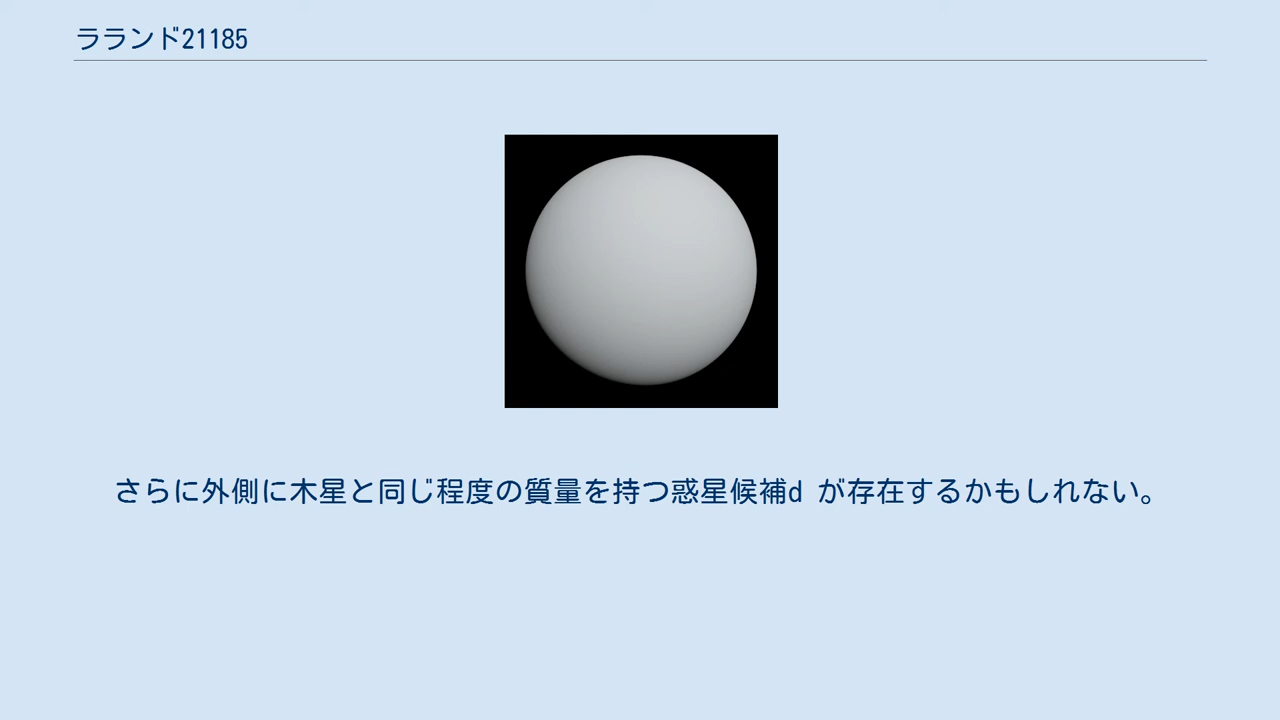 ラランド21185
さらに外側に木星と同じ程度の質量を持つ惑星候補d が存在するかもしれない。